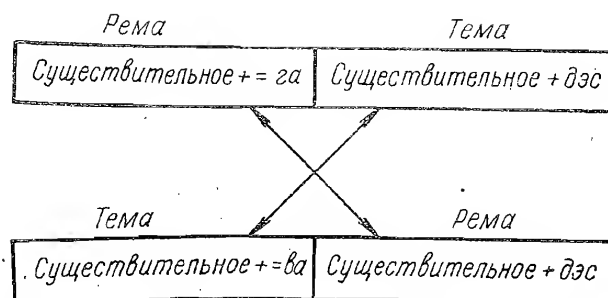 Рема Тема
Существительное + = га Существительное + дэс
Тема Рема
Существительное + = ва Существительное + дэс